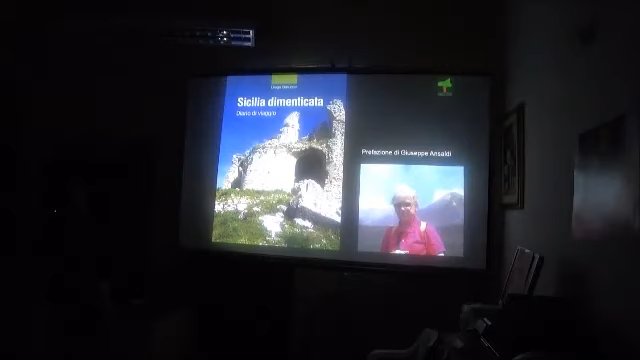 Sicilia dimenticata
Diario di viaggio
Prefazione di Giuseppe Ansaldi